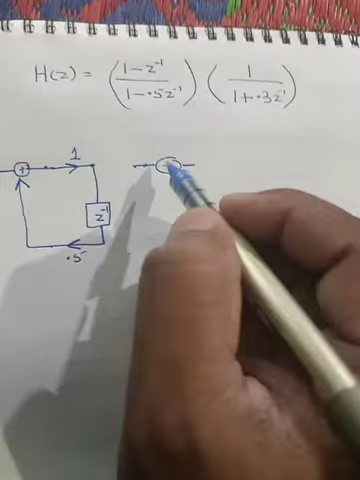 H(z) = (1 - z⁻¹ / 1 - .5z⁻¹) (1 / 1 + .3z⁻¹)
+ 1
z⁻¹
.5